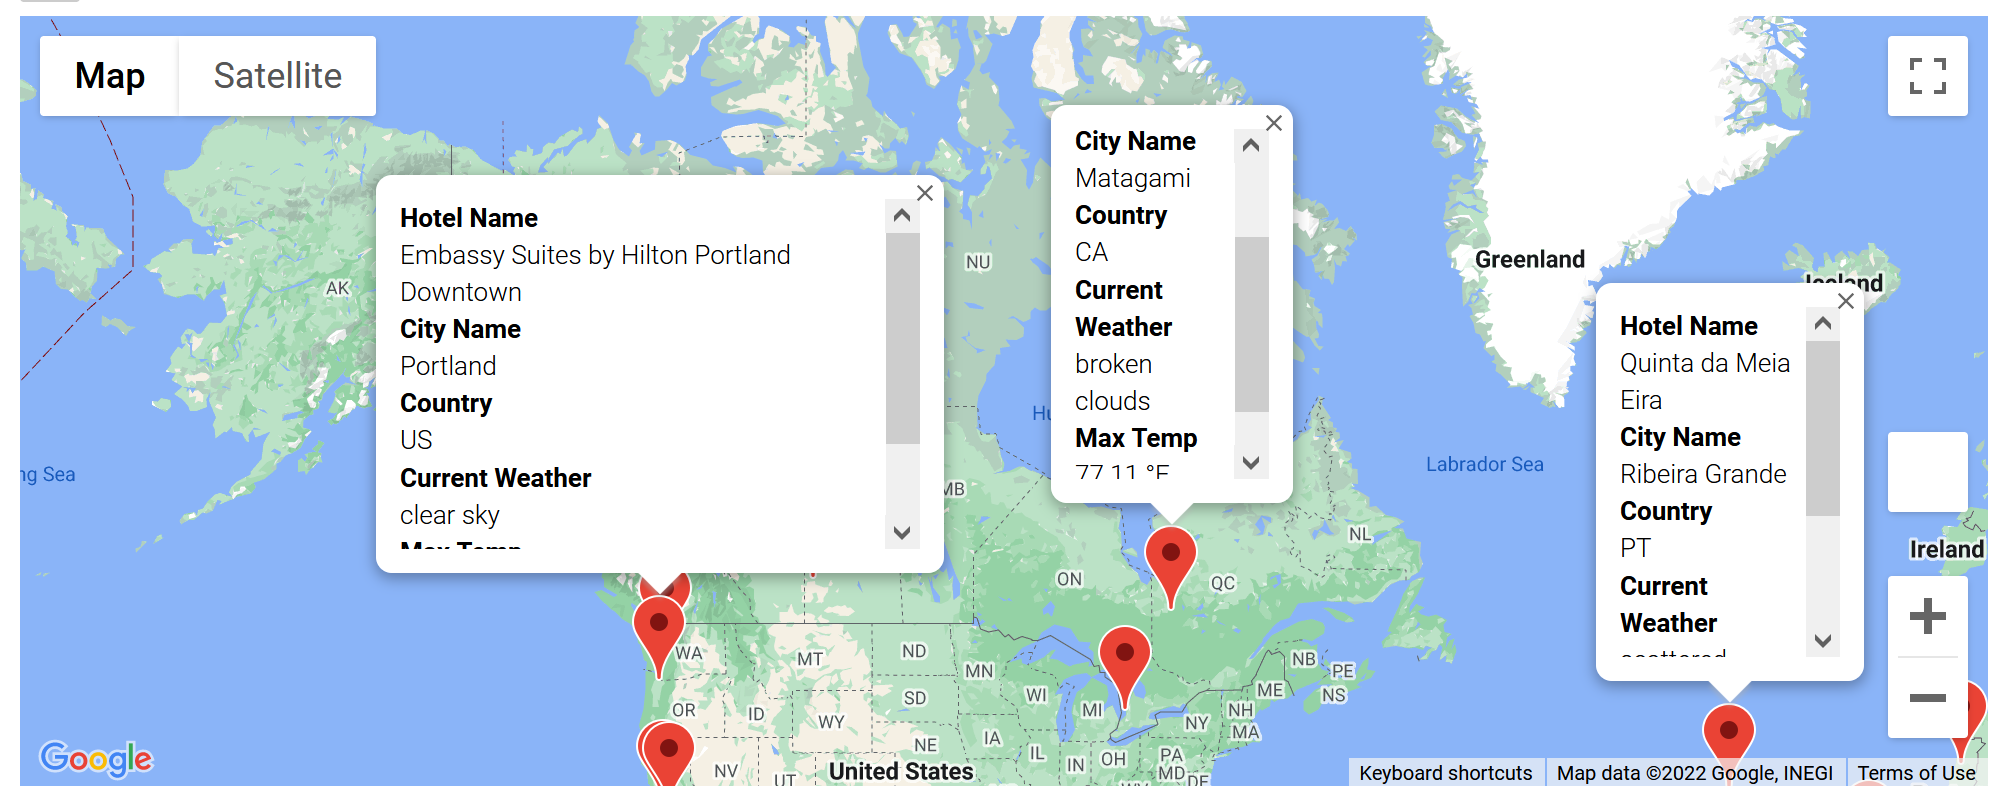 Map
Satellite
Hotel Name
Embassy Suites by Hilton Portland
Downtown
City Name
Portland
Country
US
Current Weather
clear sky
Max Temp
City Name
Matagami
Country
CA
Current
Weather
broken
clouds
Max Temp
77.11 °F
Hotel Name
Quinta da Meia
Eira
City Name
Ribeira Grande
Country
PT
Current
Weather
scattered
Greenland
Iceland
Ireland
Labrador Sea
ng Sea
Hu
AK
NU
MB
ON
QC
NL
WA
MT
ND
MN
NB
PE
NS
ME
SD
WI
MI
OR
ID
WY
NY
NH
MA
NE
IA
IL
IN
OH
PA
MD
DE
NV
UT
United States
Google
Keyboard shortcuts
Map data ©2022 Google, INEGI
Terms of Use